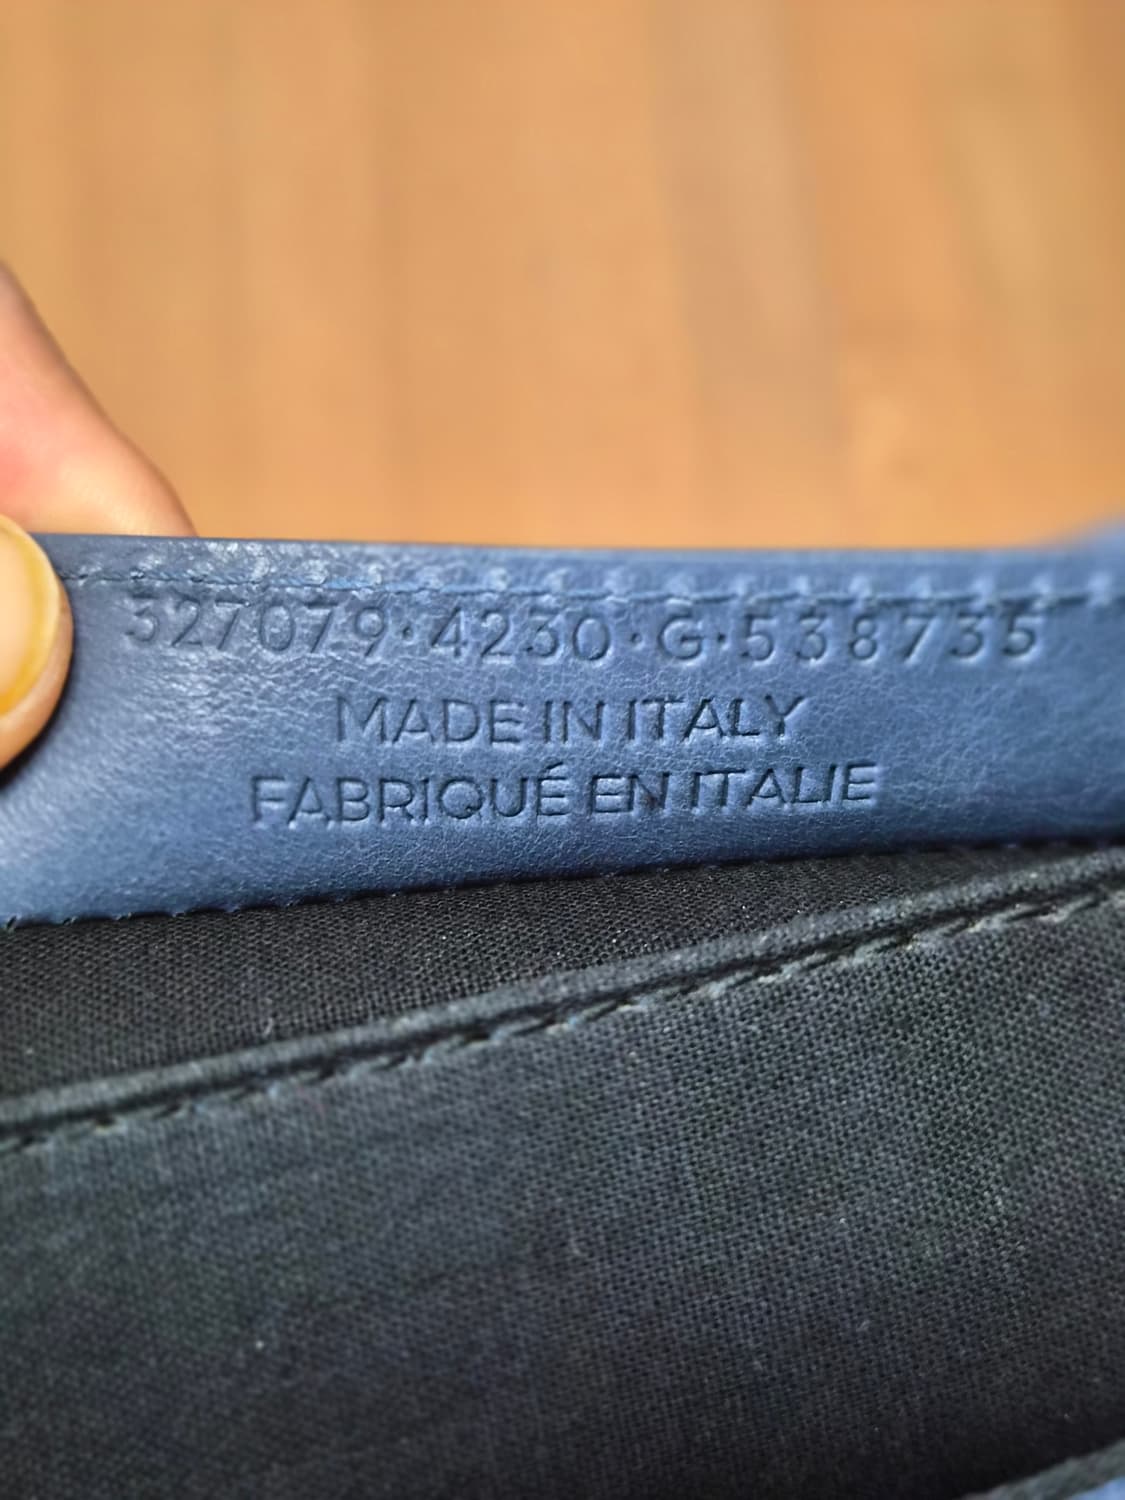 327079·4230·G·538735
MADE IN ITALY
FABRIQUÉ EN ITALIE